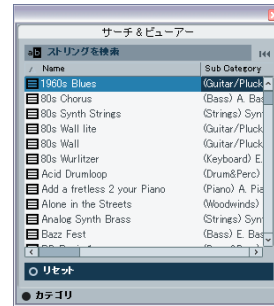 サーチ & ビューアー
ab ストリングを検索
/ Name Sub Category
1960s Blues (Guitar/Pluck
80s Chorus (Bass) A. Bas
80s Synth Strings (Strings) Syn
80s Wall lite (Guitar/Pluck
80s Wall (Guitar/Pluck
80s Wurlitzer (Keyboard) E.
Acid Drumloop (Drum&Perc)
Add a fretless 2 your Piano (Piano) A. Pia
Alone in the Streets (Woodwinds)
Analog Synth Brass (Strings) Syn
Bazz Fest (Bass) E. Bas
リセット
カテゴリ